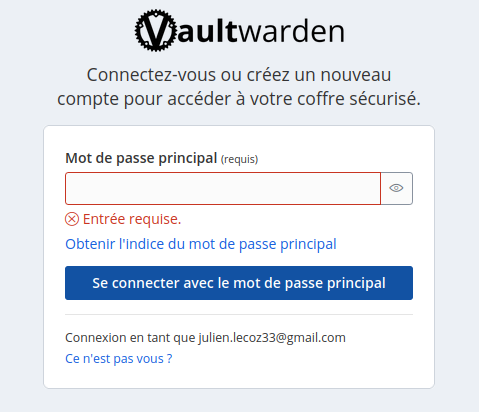 Vaultwarden
Connectez-vous ou créez un nouveau
compte pour accéder à votre coffre sécurisé.
Mot de passe principal (requis)
Entrée requise.
Obtenir l'indice du mot de passe principal
Se connecter avec le mot de passe principal
Connexion en tant que julien.lecoz33@gmail.com
Ce n'est pas vous ?